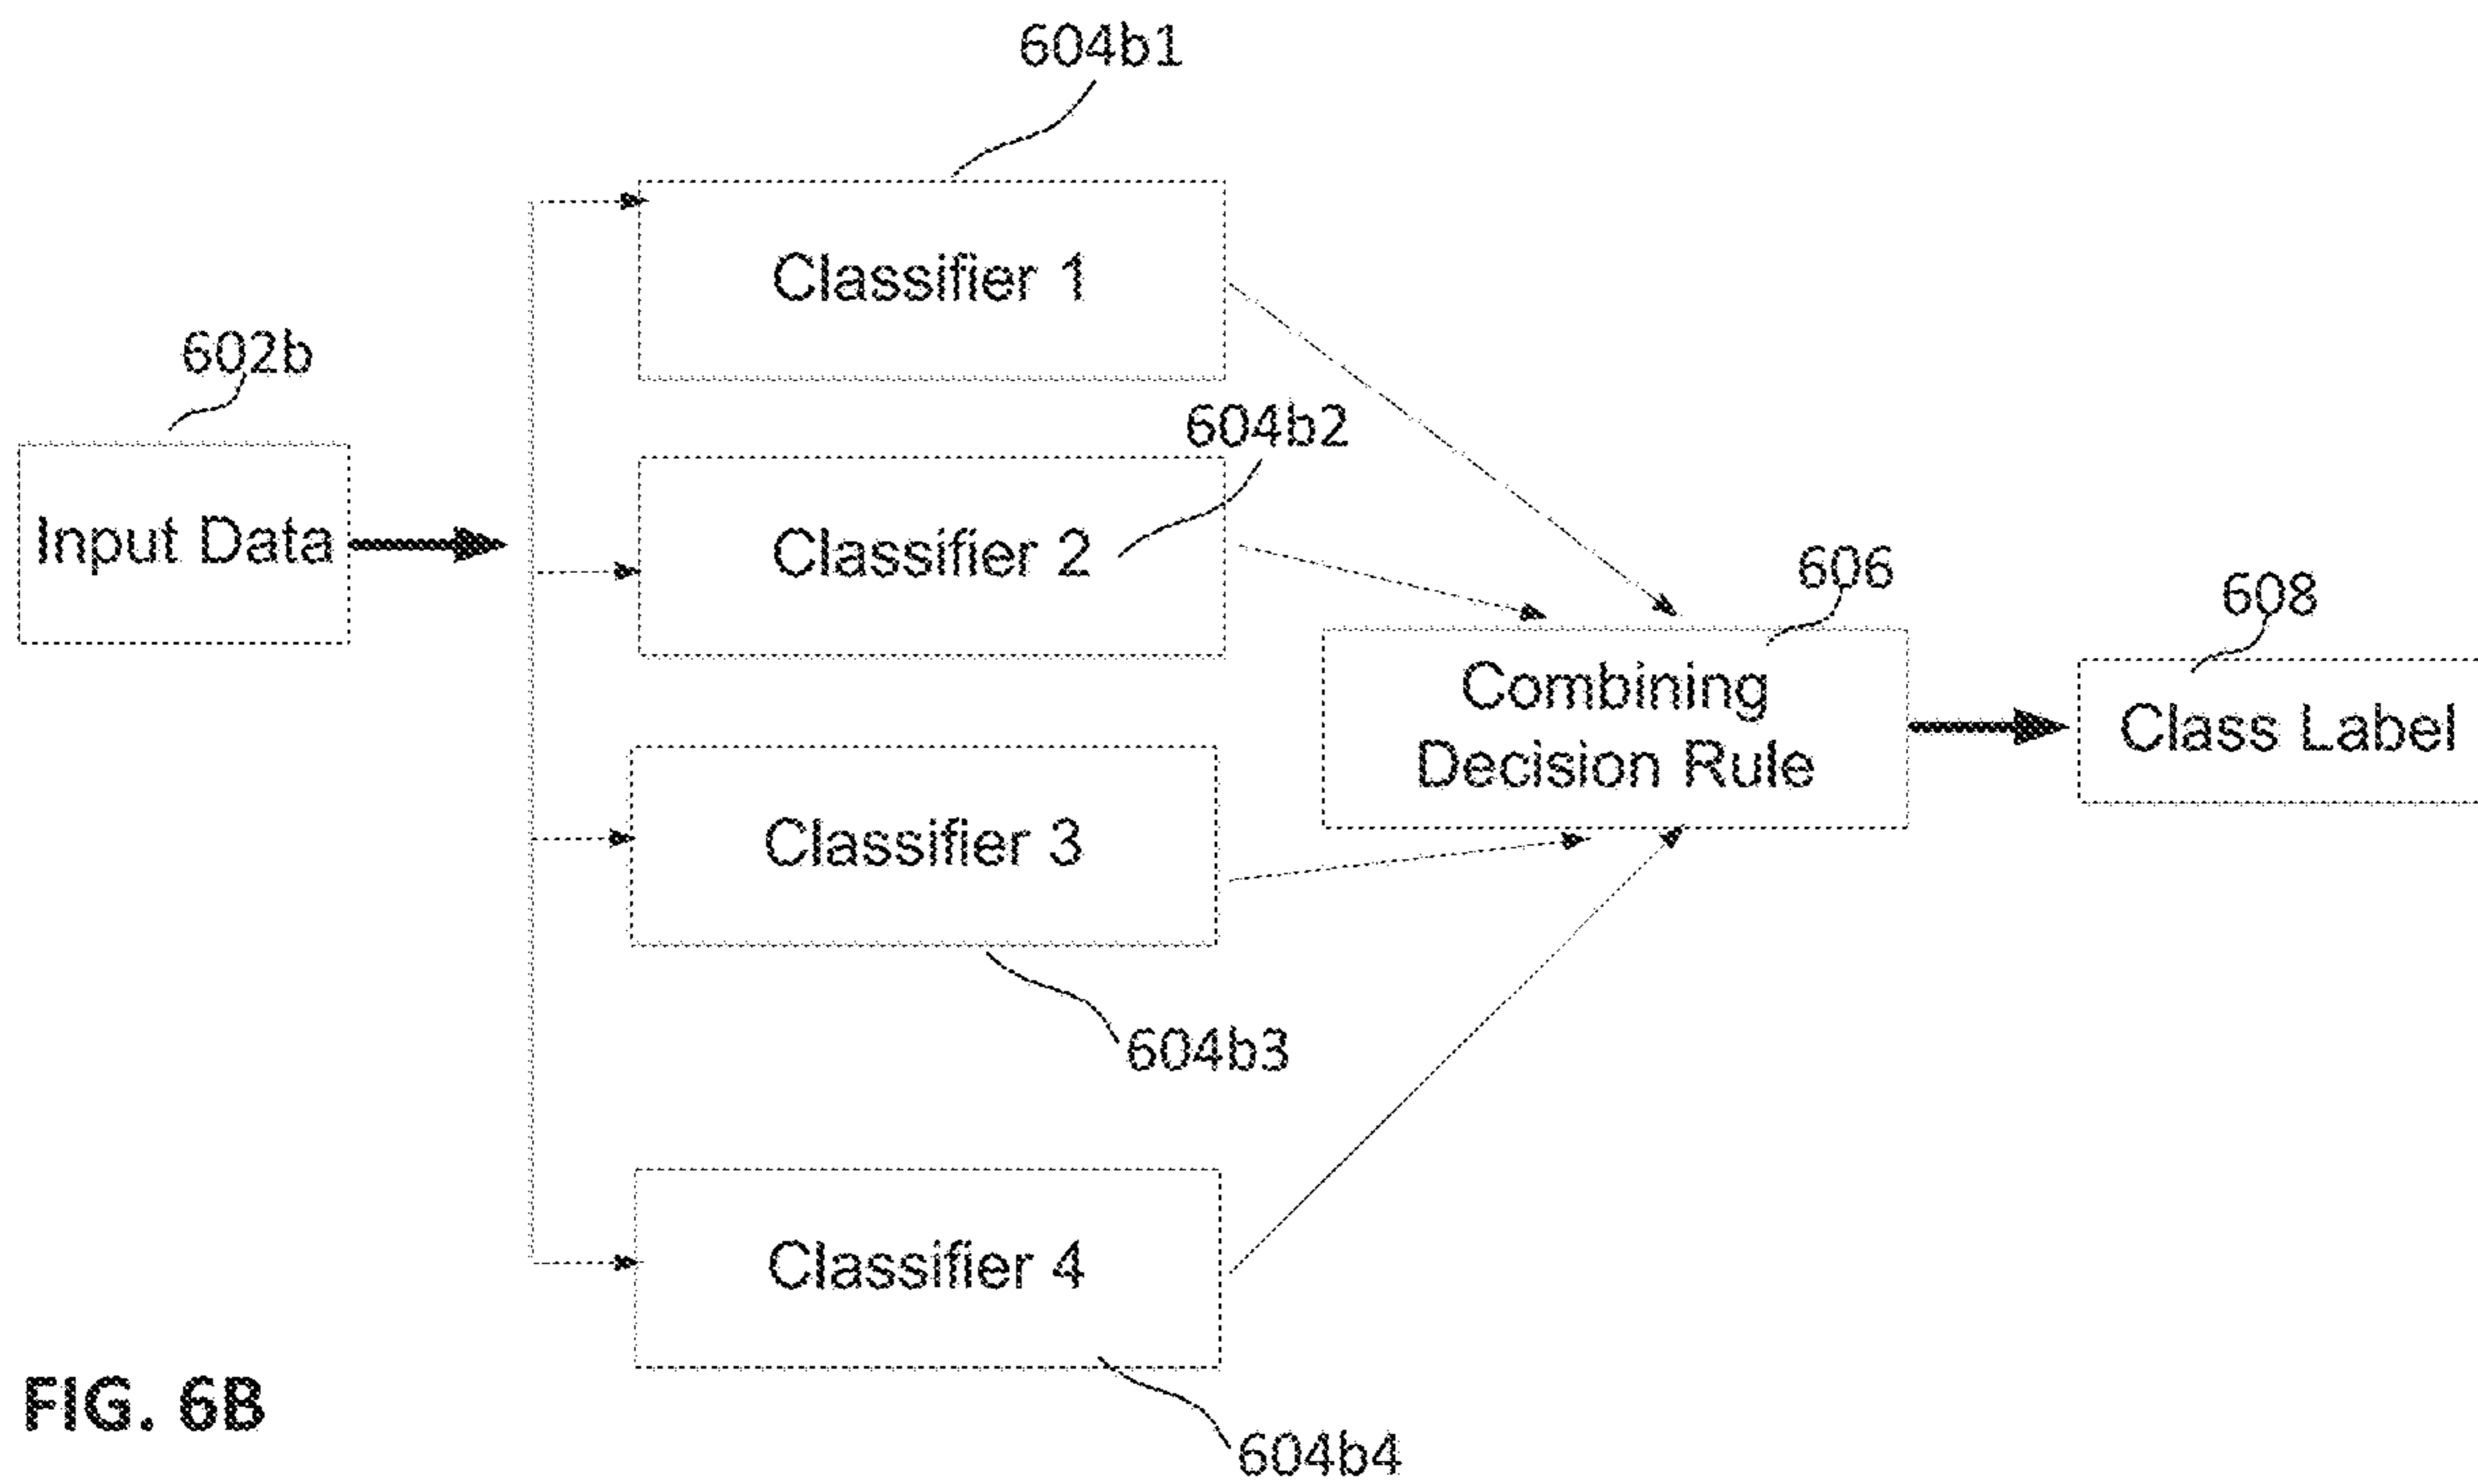 604b1
Classifier 1
602b
604b2
Input Data
Classifier 2
606
608
Combining
Decision Rule
Class Label
Classifier 3
604b3
Classifier 4
FIG. 6B
604b4